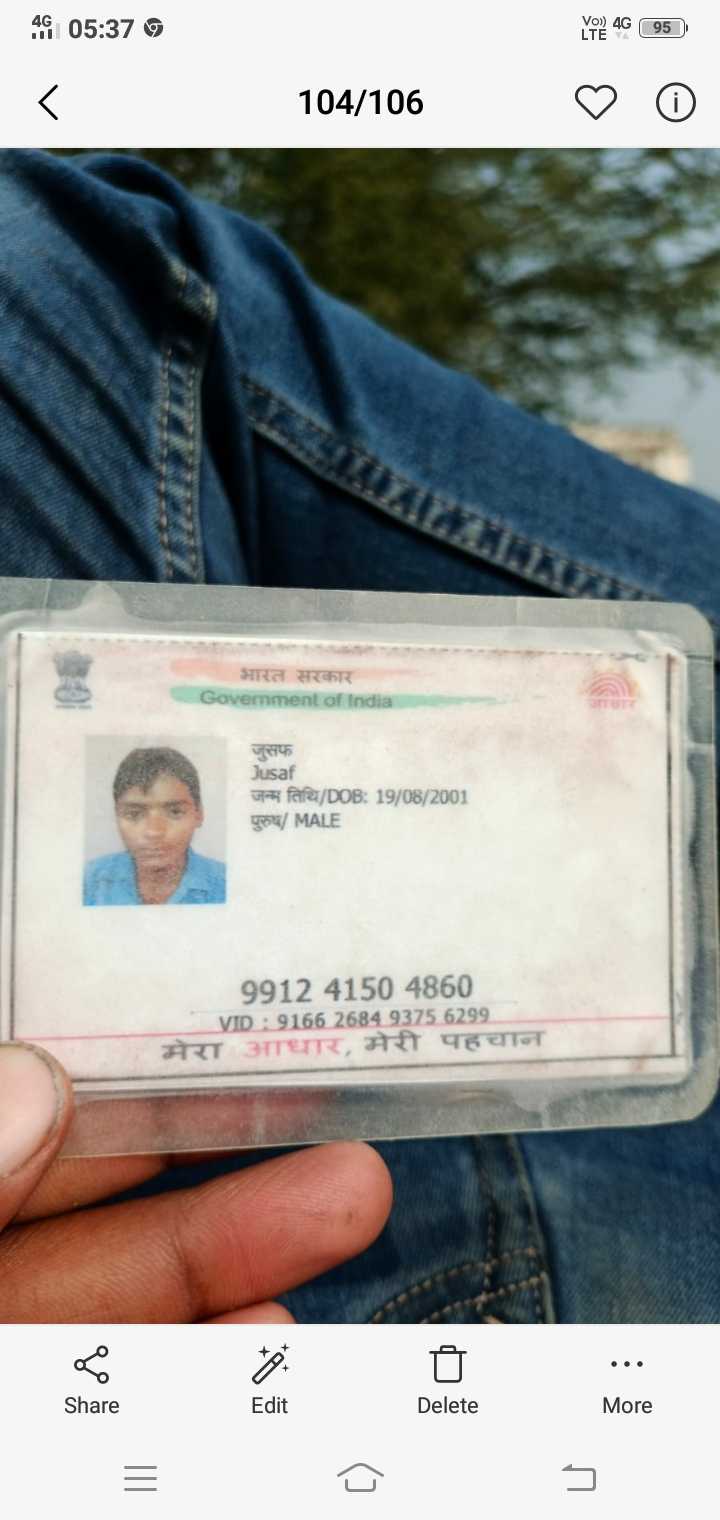 4G 05:37 Vo)) LTE 4G 95
104/106
भारत सरकार
Government of India
आधार
जुसफ
Jusaf
जन्म तिथि/DOB: 19/08/2001
पुरुष/ MALE
9912 4150 4860
VID : 9166 2684 9375 6299
मेरा आधार, मेरी पहचान
Share Edit Delete More